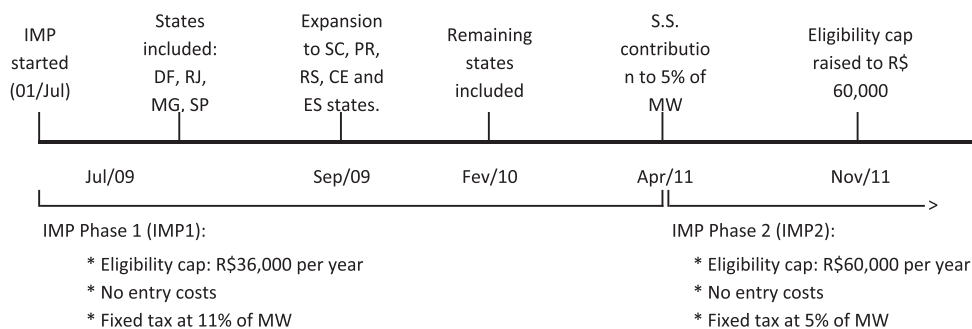 IMP
started
(01/Jul)
States
included:
DF, RJ,
MG, SP
Expansion
to SC, PR,
RS, CE and
ES states.
Remaining
states
included
S.S.
contributio
n to 5% of
MW
Eligibility cap
raised to R$
60,000
Jul/09
Sep/09
Fev/10
Apr/11
Nov/11
>
IMP Phase 1 (IMP1):
* Eligibility cap: R$36,000 per year
* No entry costs
* Fixed tax at 11% of MW
IMP Phase 2 (IMP2):
* Eligibility cap: R$60,000 per year
* No entry costs
* Fixed tax at 5% of MW